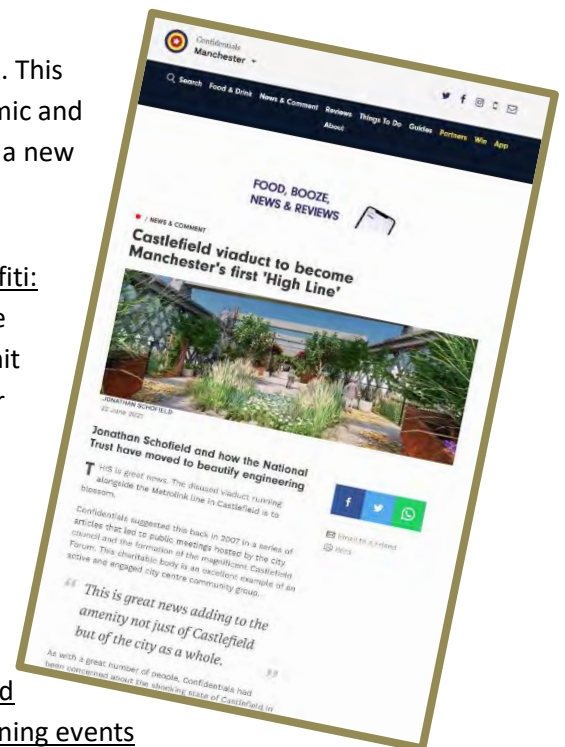 . This
mic and
a new
fiti:
e
nit
r
d
ning events
Confidentials
Manchester
Search Food & Drink News & Comment Reviews Things To Do Guides Partners Win App
About
FOOD, BOOZE,
NEWS & REVIEWS
/ NEWS & COMMENT
Castlefield viaduct to become
Manchester's first 'High Line'
JONATHAN SCHOFIELD
22 June 2021
Jonathan Schofield and how the National
Trust have moved to beautify engineering
THIS is great news. The disused viaduct running
alongside the Metrolink line in Castlefield is to
blossom.
Confidentials suggested this back in 2007 in a series of
articles that led to public meetings hosted by the city
council and the formation of the magnificent Castlefield
Forum. This charitable body is an excellent example of an
active and engaged city centre community group.
“ This is great news adding to the
amenity not just of Castlefield
but of the city as a whole. ”
As with a great number of people, Confidentials had
been concerned about the shocking state of Castlefield in
Email to a friend
Print